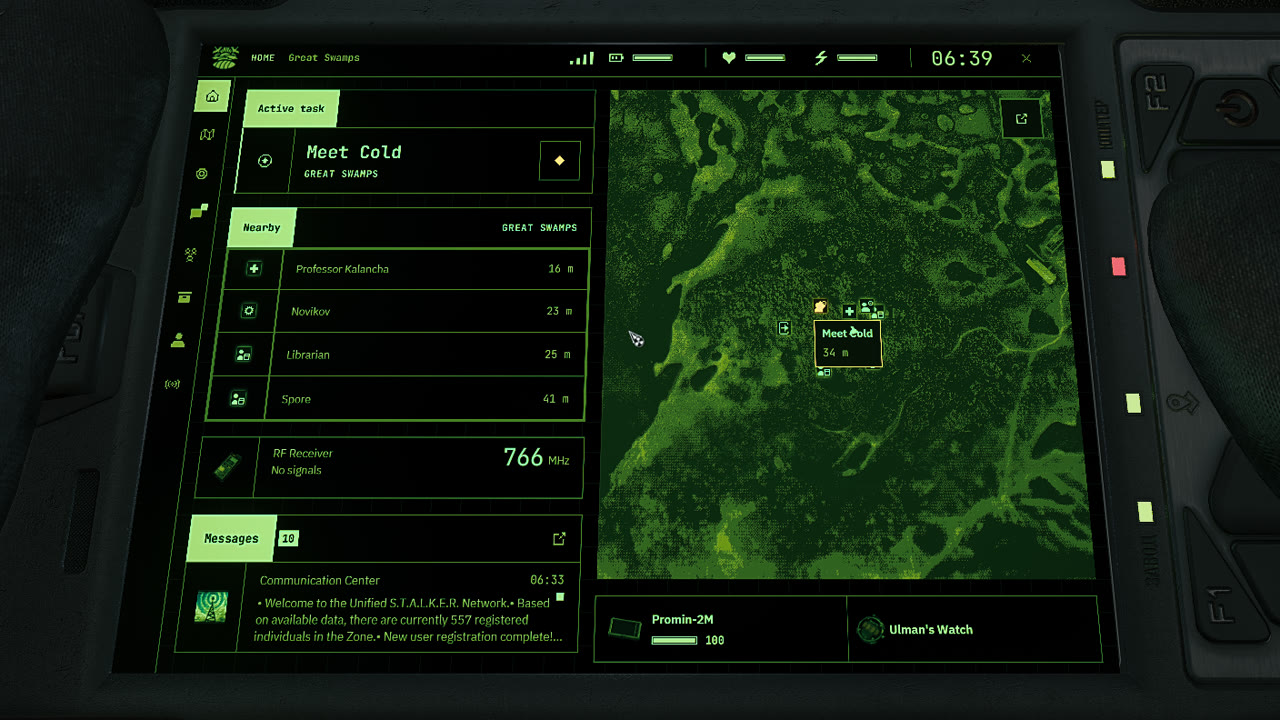 HOME Great Swamps
06:39
Active task
Meet Cold
GREAT SWAMPS
Nearby
GREAT SWAMPS
Professor Kalancha 16 m
Novikov 23 m
Librarian 25 m
Spore 41 m
RF Receiver
766 MHz
No signals
Messages 10
Communication Center 06:33
• Welcome to the Unified S.T.A.L.K.E.R. Network.• Based
on available data, there are currently 557 registered
individuals in the Zone.• New user registration complete!...
Meet Cold
34 m
Promin-2M
100
Ulman's Watch
F2
F1